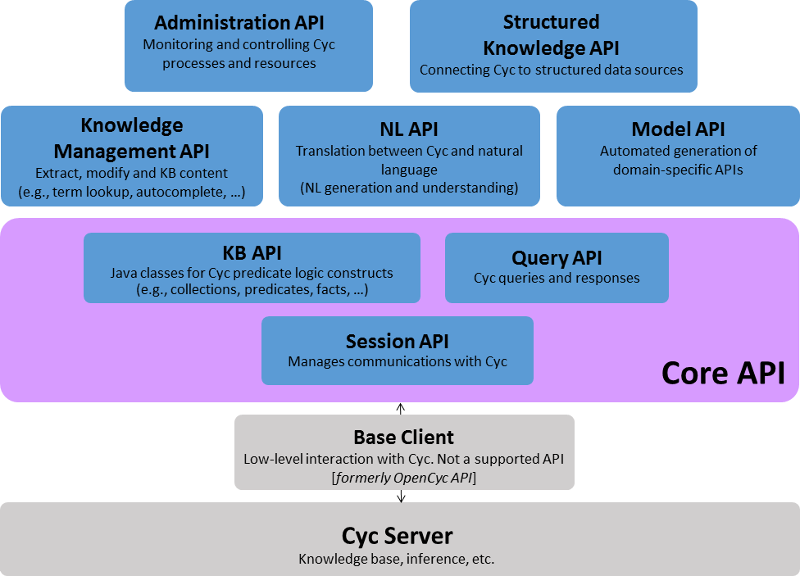 Administration API
Monitoring and controlling Cyc
processes and resources
Structured
Knowledge API
Connecting Cyc to structured data sources
Knowledge
Management API
Extract, modify and KB content
(e.g., term lookup, autocomplete, …)
NL API
Translation between Cyc and natural
language
(NL generation and understanding)
Model API
Automated generation of
domain-specific APIs
KB API
Java classes for Cyc predicate logic constructs
(e.g., collections, predicates, facts, …)
Query API
Cyc queries and responses
Session API
Manages communications with Cyc
Core API
Base Client
Low-level interaction with Cyc. Not a supported API
[formerly OpenCyc API]
Cyc Server
Knowledge base, inference, etc.